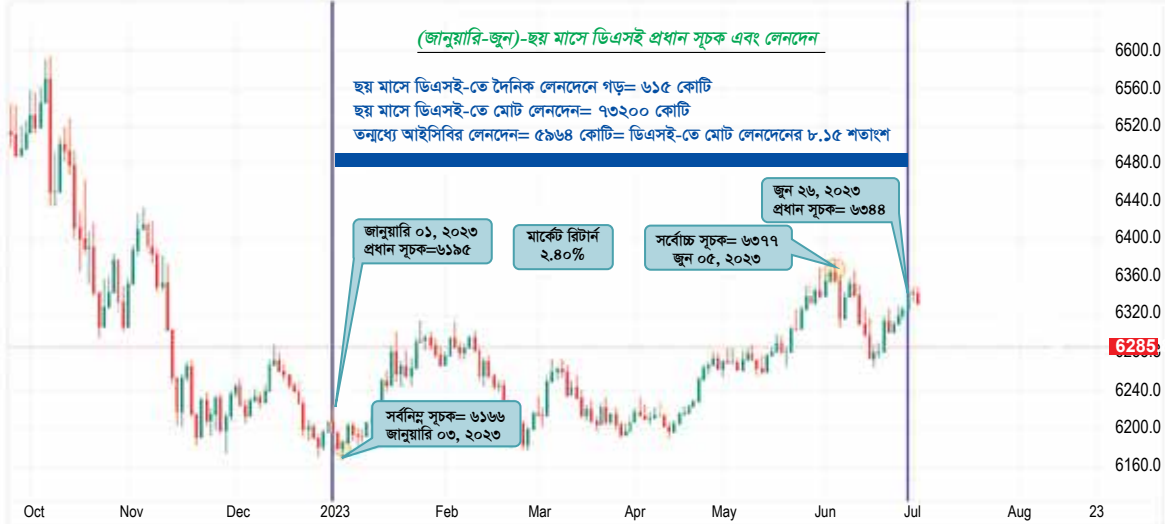 (জানুয়ারি-জুন)-ছয় মাসে ডিএসই প্রধান সূচক এবং লেনদেন
ছয় মাসে ডিএসই-তে দৈনিক লেনদেনে গড়= ৬১৫ কোটি
ছয় মাসে ডিএসই-তে মোট লেনদেন= ৭৩২০০ কোটি
তন্মধ্যে আইসিবির লেনদেন= ৫৯৬৪ কোটি= ডিএসই-তে মোট লেনদেনের ৮.১৫ শতাংশ
জানুয়ারি ০১, ২০২৩
প্রধান সূচক=৬১৯৫
মার্কেট রিটার্ন
২.৪০%
সর্বোচ্চ সূচক= ৬৩৭৭
জুন ০৫, ২০২৩
জুন ২৬, ২০২৩
প্রধান সূচক= ৬৩৪৪
সর্বনিম্ন সূচক= ৬১৬৬
জানুয়ারি ০৩, ২০২৩
6600.0
6560.0
6520.0
6480.0
6440.0
6400.0
6360.0
6320.0
6285
6240.0
6200.0
6160.0
Oct Nov Dec 2023 Feb Mar Apr May Jun Jul Aug 23